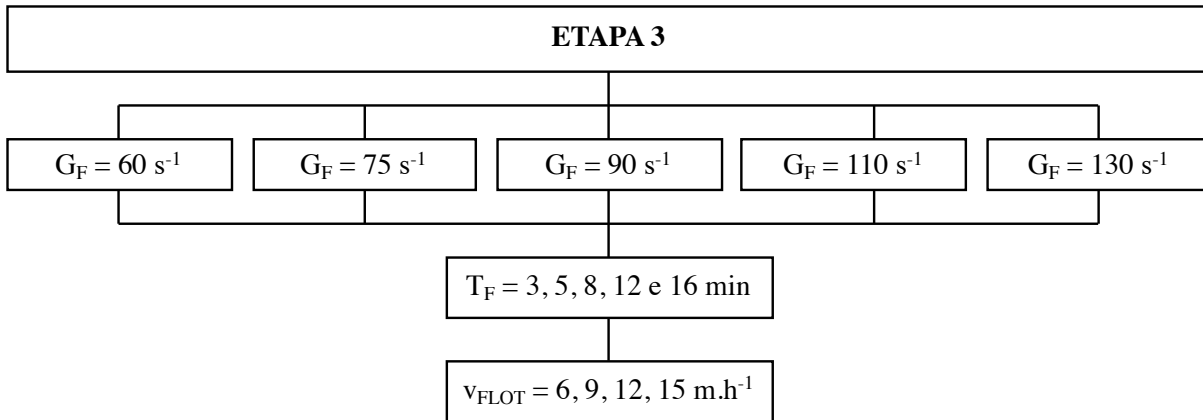 ETAPA 3
G_F = 60 s⁻¹
G_F = 75 s⁻¹
G_F = 90 s⁻¹
G_F = 110 s⁻¹
G_F = 130 s⁻¹
T_F = 3, 5, 8, 12 e 16 min
v_FLOT = 6, 9, 12, 15 m.h⁻¹